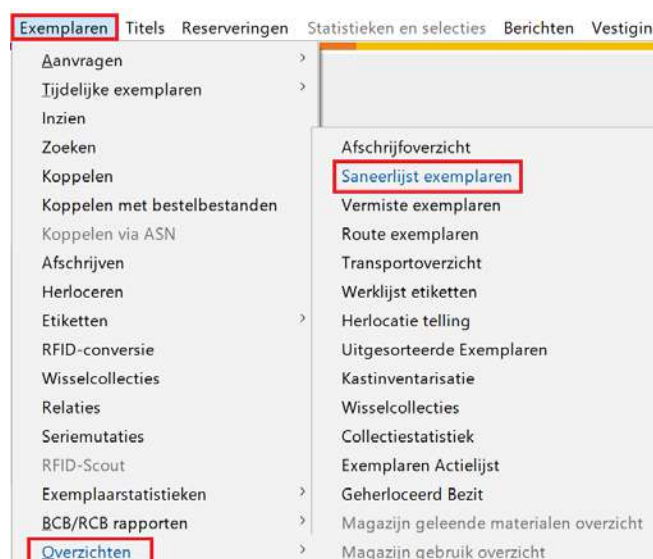 Exemplaren Titels Reserveringen Statistieken en selecties Berichten Vestigin
Aanvragen
Tijdelijke exemplaren
Inzien
Zoeken
Koppelen
Koppelen met bestelbestanden
Koppelen via ASN
Afschrijven
Herloceren
Etiketten
RFID-conversie
Wisselcollecties
Relaties
Seriemutaties
RFID-Scout
Exemplaarstatistieken
BCB/RCB rapporten
Overzichten
Afschrijfoverzicht
Saneerlijst exemplaren
Vermiste exemplaren
Route exemplaren
Transportoverzicht
Werklijst etiketten
Herlocatie telling
Uitgesorteerde Exemplaren
Kastinventarisatie
Wisselcollecties
Collectiestatistiek
Exemplaren Actielijst
Geherloceerd Bezit
Magazijn geleende materialen overzicht
Magazijn gebruik overzicht